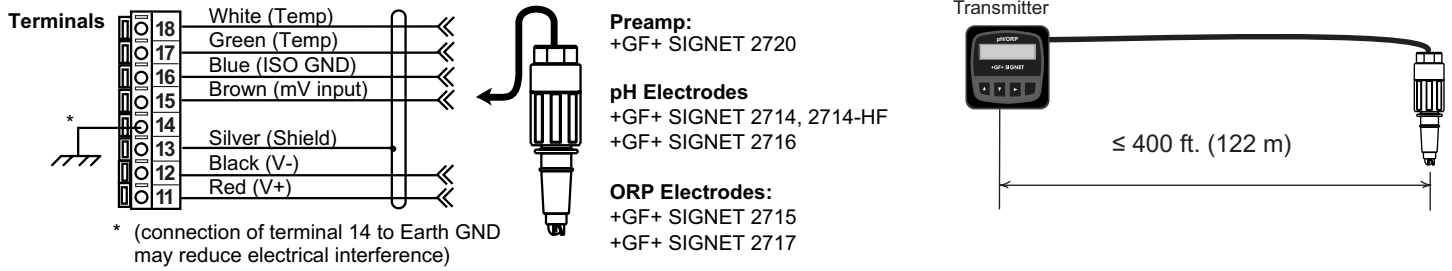 Terminals
18 White (Temp)
17 Green (Temp)
16 Blue (ISO GND)
15 Brown (mV input)
* 14
13 Silver (Shield)
12 Black (V-)
11 Red (V+)
* (connection of terminal 14 to Earth GND
may reduce electrical interference)
Preamp:
+GF+ SIGNET 2720
pH Electrodes
+GF+ SIGNET 2714, 2714-HF
+GF+ SIGNET 2716
ORP Electrodes:
+GF+ SIGNET 2715
+GF+ SIGNET 2717
Transmitter
pH/ORP
+GF+ SIGNET
≤ 400 ft. (122 m)